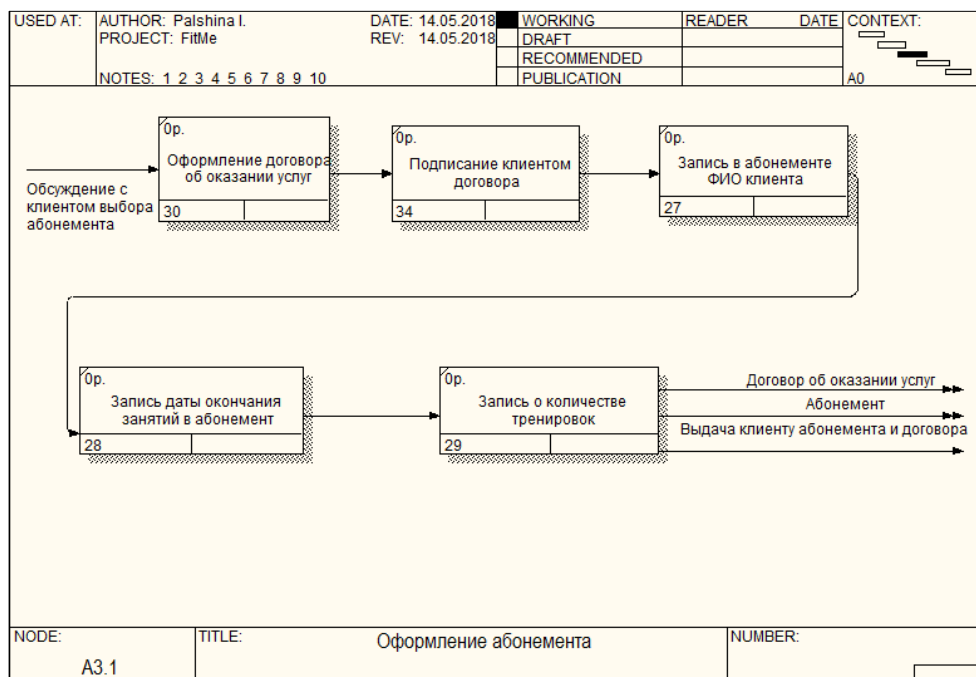 USED AT:
AUTHOR: Palshina I.
DATE: 14.05.2018
PROJECT: FitMe
REV: 14.05.2018
NOTES: 1 2 3 4 5 6 7 8 9 10
WORKING
DRAFT
RECOMMENDED
PUBLICATION
READER
DATE
CONTEXT:
A0
0р.
Оформление договора
об оказании услуг
30
0р.
Подписание клиентом
договора
34
0р.
Запись в абонементе
ФИО клиента
27
Обсуждение с
клиентом выбора
абонемента
0р.
Запись даты окончания
занятий в абонемент
28
0р.
Запись о количестве
тренировок
29
Договор об оказании услуг
Абонемент
Выдача клиенту абонемента и договора
NODE:
A3.1
TITLE:
Оформление абонемента
NUMBER: